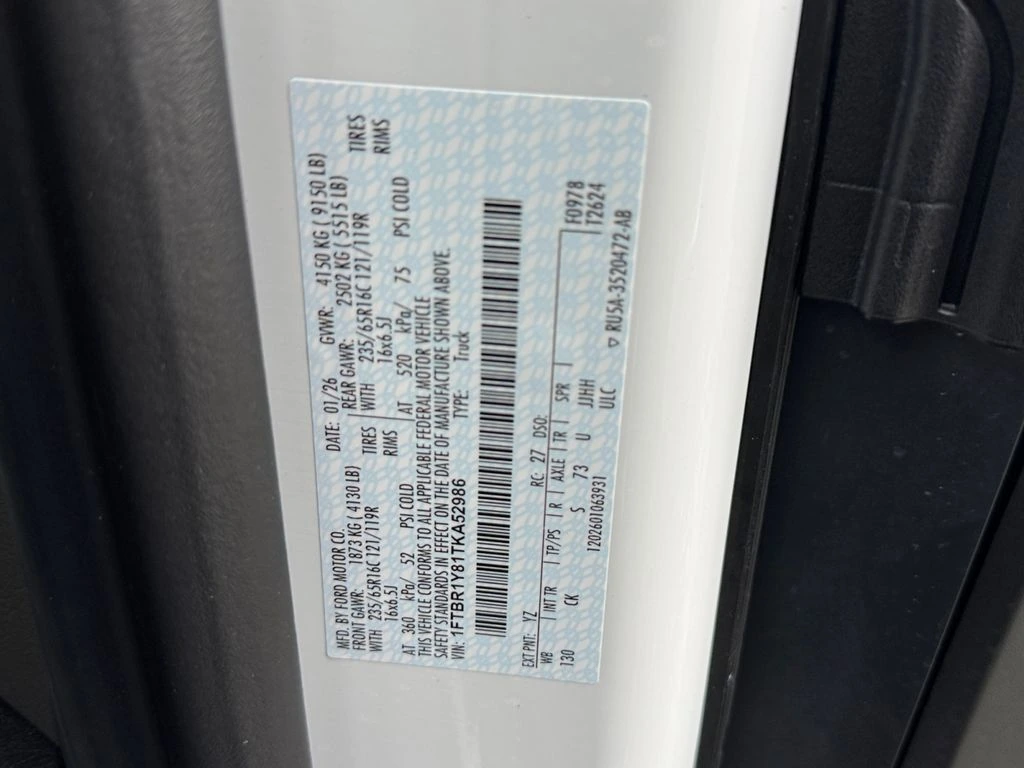 MFD. BY FORD MOTOR CO.
DATE: 01/26 GVWR: 4150 KG ( 9150 LB)
FRONT GAWR: 1873 KG ( 4130 LB) REAR GAWR: 2502 KG ( 5515 LB)
WITH 235/65R16C 121/119R TIRES WITH 235/65R16C 121/119R TIRES
16x6.5J RIMS 16x6.5J RIMS
AT 360 kPa/ 52 PSI COLD AT 520 kPa/ 75 PSI COLD
THIS VEHICLE CONFORMS TO ALL APPLICABLE FEDERAL MOTOR VEHICLE
SAFETY STANDARDS IN EFFECT ON THE DATE OF MANUFACTURE SHOWN ABOVE.
VIN: 1FTBR1Y81TKA52986 TYPE: Truck
EXT PNT: YZ RC: 27 DSO: F0978
WB INT TR TP/PS R AXLE TR SPR T2624
130 CK S 73 U JJHH
1202601063931 ULC
RU5A-3520472-AB